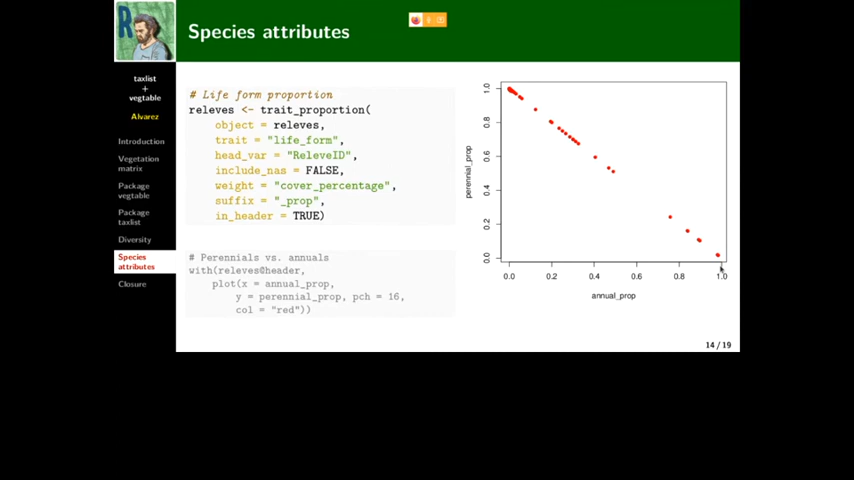 R
Species attributes
taxlist
+
vegtable
Alvarez
Introduction
Vegetation
matrix
Package
vegtable
Package
taxlist
Diversity
Species
attributes
Closure
# Life form proportion
releves <- trait_proportion(
object = releves,
trait = "life_form",
head_var = "ReleveID",
include_nas = FALSE,
weight = "cover_percentage",
suffix = "_prop",
in_header = TRUE)
# Perennials vs. annuals
with(releves@header,
plot(x = annual_prop,
y = perennial_prop, pch = 16,
col = "red"))
perennial_prop
1.0
0.8
0.6
0.4
0.2
0.0
0.0 0.2 0.4 0.6 0.8 1.0
annual_prop
14 / 19